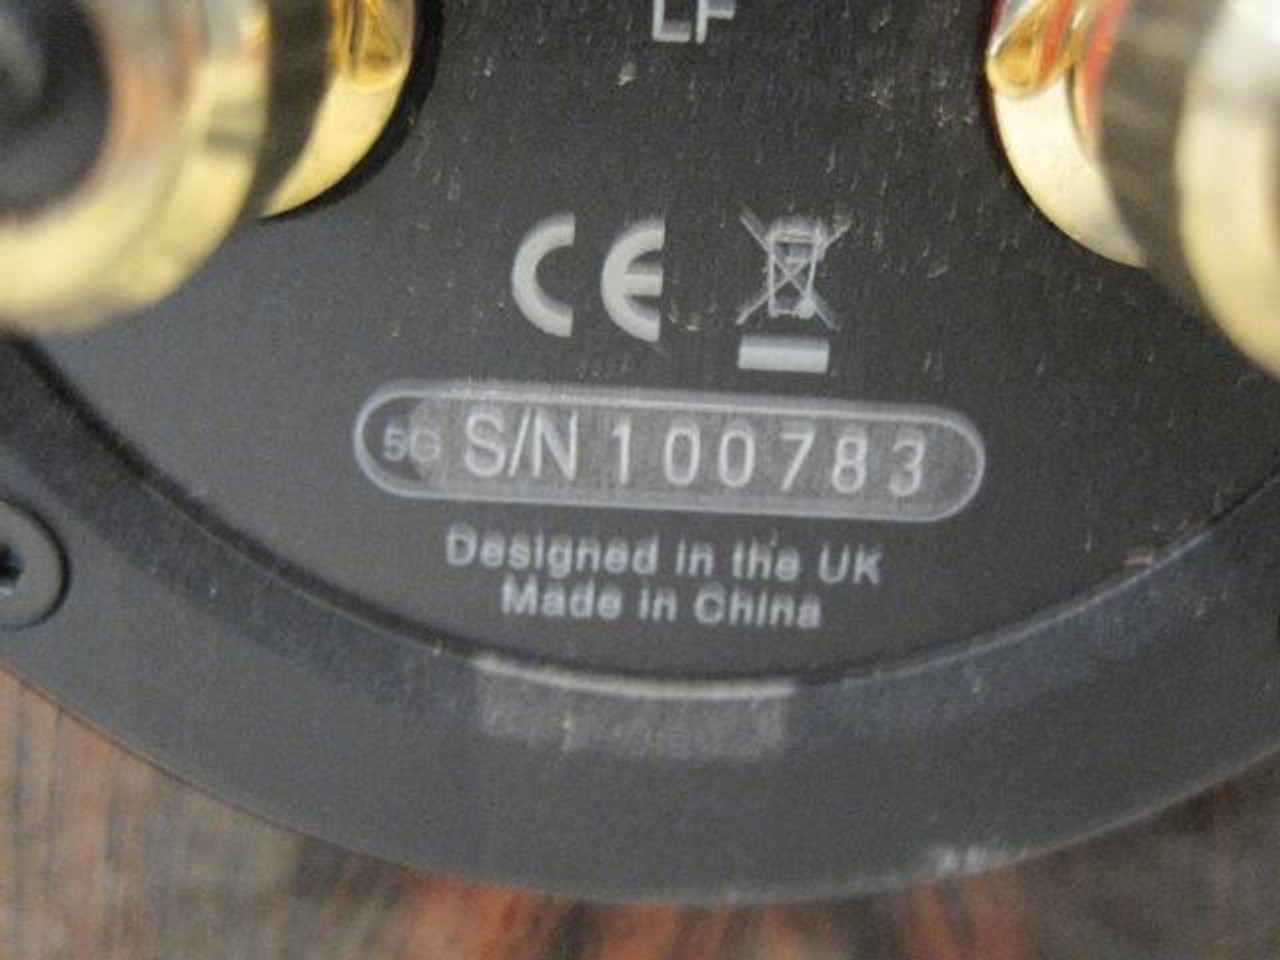 LF
CE
5G S/N 100783
Designed in the UK
Made in China